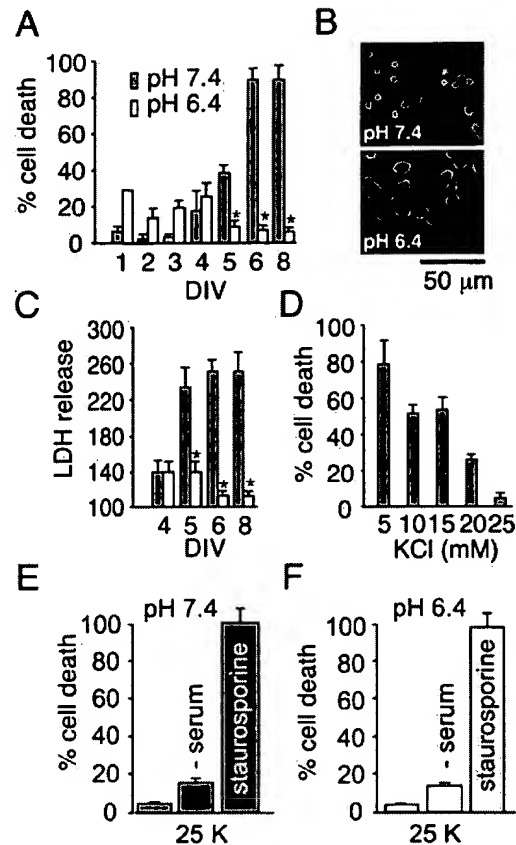 A
% cell death
100
80
60
40
20
0
pH 7.4
pH 6.4
* * *
1 2 3 4 5 6 8
DIV
B
pH 7.4
pH 6.4
50 μm
C
LDH release
300
260
220
180
140
100
* * *
4 5 6 8
DIV
D
% cell death
100
80
60
40
20
0
5 10 15 20 25
KCl (mM)
E
pH 7.4
% cell death
100
80
60
40
20
0
- serum
staurosporine
25 K
F
pH 6.4
% cell death
100
80
60
40
20
0
- serum
staurosporine
25 K